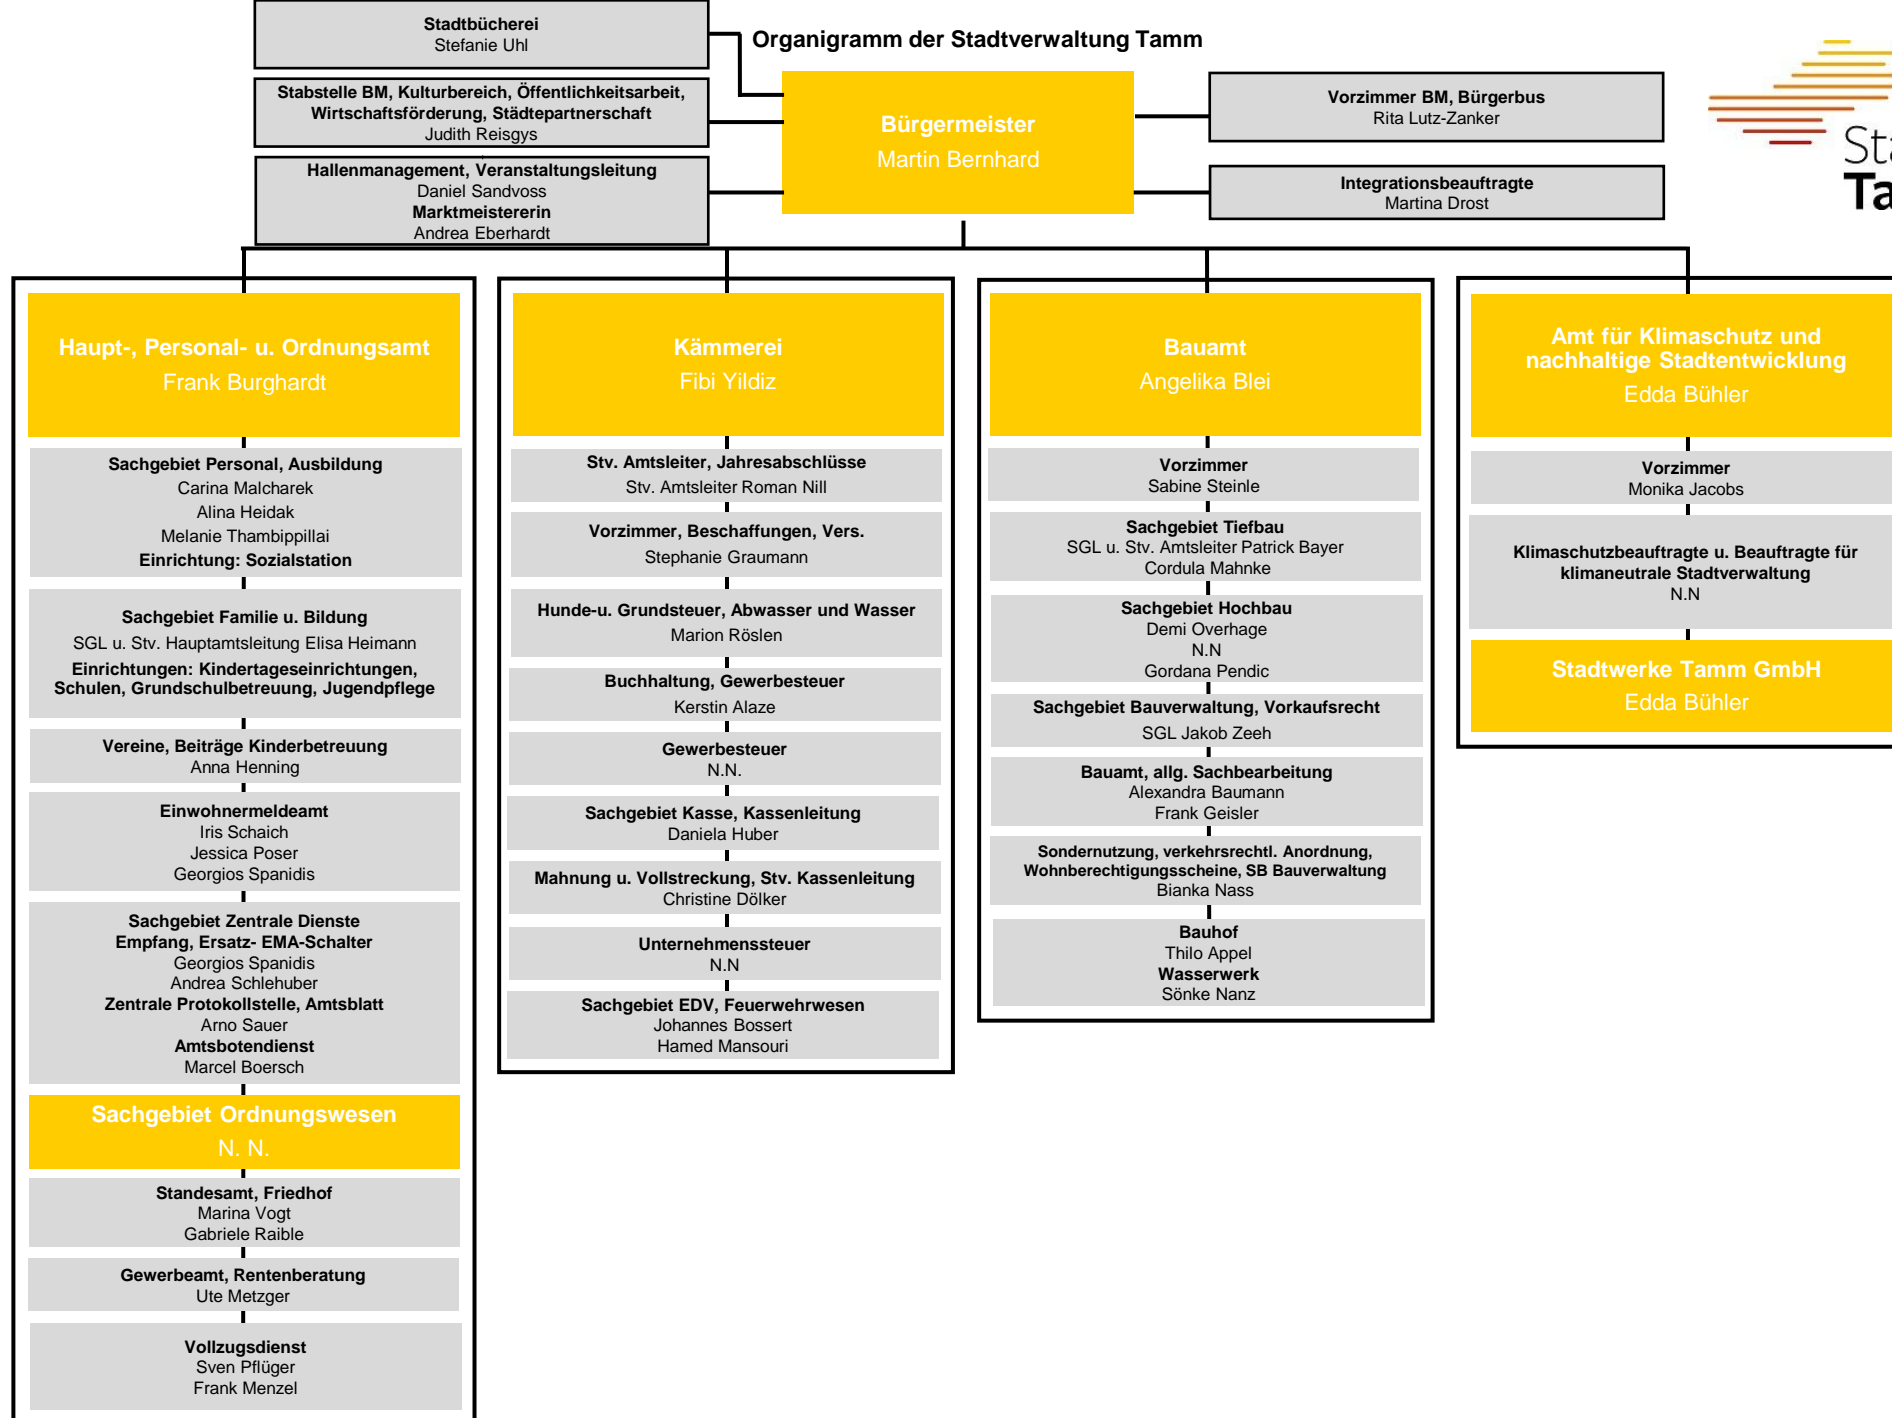 Stadtbücherei
Stefanie Uhl
Organigramm der Stadtverwaltung Tamm
Stabstelle BM, Kulturbereich, Öffentlichkeitsarbeit,
Wirtschaftsförderung, Städtepartnerschaft
Judith Reisgys
Hallenmanagement, Veranstaltungsleitung
Daniel Sandvoss
Marktmeistererin
Andrea Eberhardt
Bürgermeister
Martin Bernhard
Vorzimmer BM, Bürgerbus
Rita Lutz-Zanker
Integrationsbeauftragte
Martina Drost
Sta
Ta
Haupt-, Personal- u. Ordnungsamt
Frank Burghardt
Sachgebiet Personal, Ausbildung
Carina Malcharek
Alina Heidak
Melanie Thambippillai
Einrichtung: Sozialstation
Sachgebiet Familie u. Bildung
SGL u. Stv. Hauptamtsleitung Elisa Heimann
Einrichtungen: Kindertageseinrichtungen,
Schulen, Grundschulbetreuung, Jugendpflege
Vereine, Beiträge Kinderbetreuung
Anna Henning
Einwohnermeldeamt
Iris Schaich
Jessica Poser
Georgios Spanidis
Sachgebiet Zentrale Dienste
Empfang, Ersatz- EMA-Schalter
Georgios Spanidis
Andrea Schlehuber
Zentrale Protokollstelle, Amtsblatt
Arno Sauer
Amtsbotendienst
Marcel Boersch
Sachgebiet Ordnungswesen
N. N.
Standesamt, Friedhof
Marina Vogt
Gabriele Raible
Gewerbeamt, Rentenberatung
Ute Metzger
Vollzugsdienst
Sven Pflüger
Frank Menzel
Kämmerei
Fibi Yildiz
Stv. Amtsleiter, Jahresabschlüsse
Stv. Amtsleiter Roman Nill
Vorzimmer, Beschaffungen, Vers.
Stephanie Graumann
Hunde-u. Grundsteuer, Abwasser und Wasser
Marion Röslen
Buchhaltung, Gewerbesteuer
Kerstin Alaze
Gewerbesteuer
N.N.
Sachgebiet Kasse, Kassenleitung
Daniela Huber
Mahnung u. Vollstreckung, Stv. Kassenleitung
Christine Dölker
Unternehmenssteuer
N.N
Sachgebiet EDV, Feuerwehrwesen
Johannes Bossert
Hamed Mansouri
Bauamt
Angelika Blei
Vorzimmer
Sabine Steinle
Sachgebiet Tiefbau
SGL u. Stv. Amtsleiter Patrick Bayer
Cordula Mahnke
Sachgebiet Hochbau
Demi Overhage
N.N
Gordana Pendic
Sachgebiet Bauverwaltung, Vorkaufsrecht
SGL Jakob Zeeh
Bauamt, allg. Sachbearbeitung
Alexandra Baumann
Frank Geisler
Sondernutzung, verkehrsrechtl. Anordnung,
Wohnberechtigungsscheine, SB Bauverwaltung
Bianka Nass
Bauhof
Thilo Appel
Wasserwerk
Sönke Nanz
Amt für Klimaschutz und
nachhaltige Stadtentwicklung
Edda Bühler
Vorzimmer
Monika Jacobs
Klimaschutzbeauftragte u. Beauftragte für
klimaneutrale Stadtverwaltung
N.N
Stadtwerke Tamm GmbH
Edda Bühler